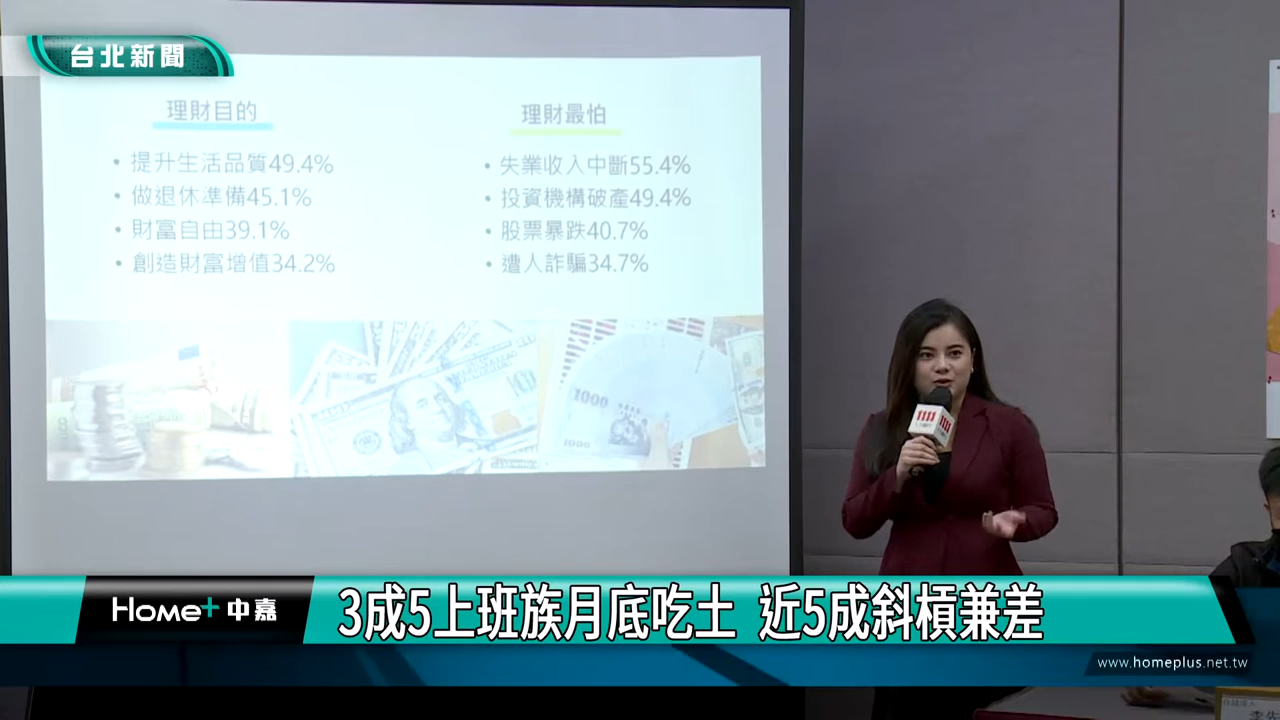 台北新聞
理財目的
• 提升生活品質49.4%
• 做退休準備45.1%
• 財富自由39.1%
• 創造財富增值34.2%
理財最怕
• 失業收入中斷55.4%
• 投資機構破產49.4%
• 股票暴跌40.7%
• 遭人詐騙34.7%
1000
1000
1111
Home+中嘉
3成5上班族月底吃土 近5成斜槓兼差
www.homeplus.net.tw